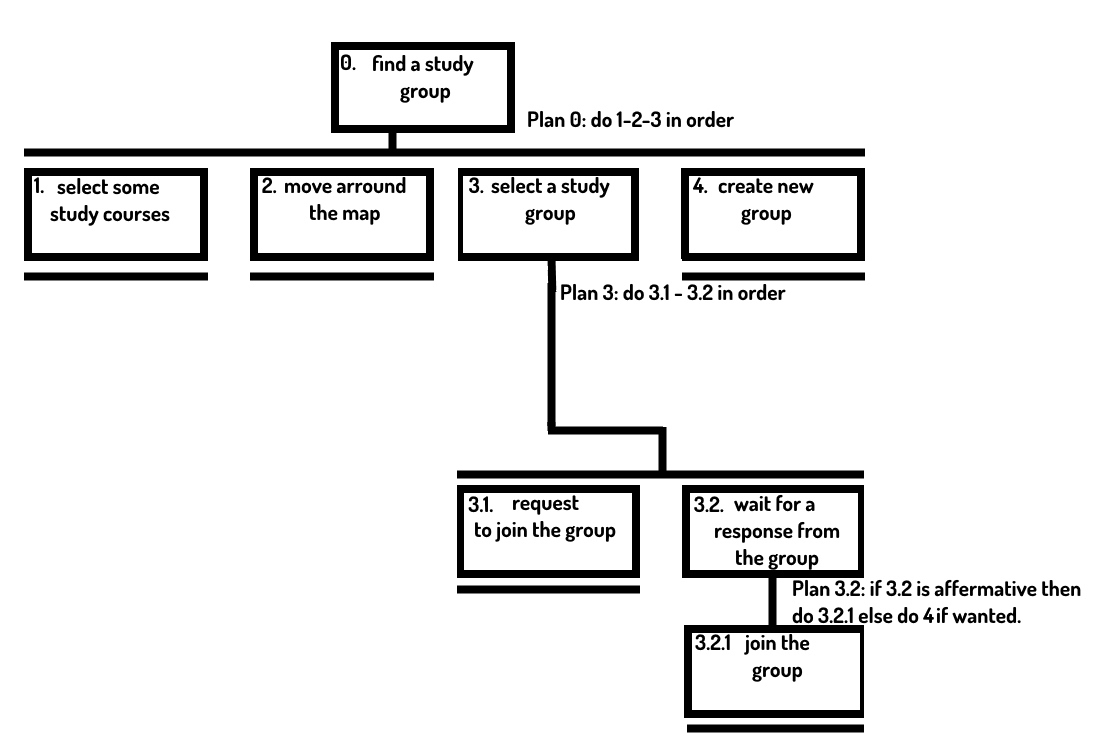 0. find a study
group
Plan 0: do 1-2-3 in order
1. select some
study courses
2. move arround
the map
3. select a study
group
4. create new
group
Plan 3: do 3.1 - 3.2 in order
3.1. request
to join the group
3.2. wait for a
response from
the group
Plan 3.2: if 3.2 is affermative then
do 3.2.1 else do 4 if wanted.
3.2.1 join the
group